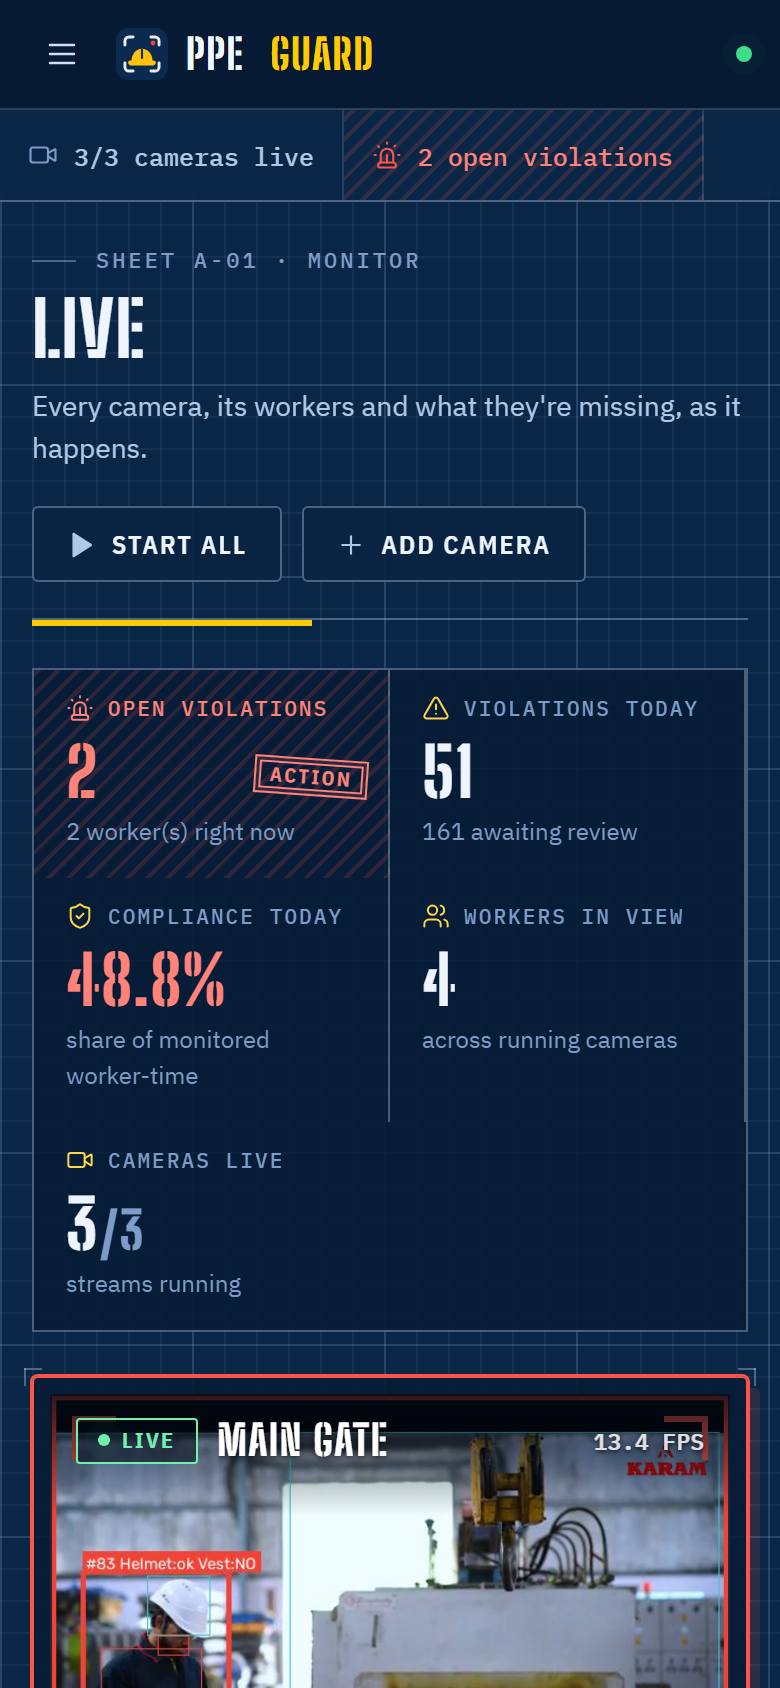 PPE GUARD
3/3 cameras live
2 open violations
SHEET A-01 · MONITOR
LIVE
Every camera, its workers and what they're missing, as it
happens.
START ALL
ADD CAMERA
OPEN VIOLATIONS
2
ACTION
2 worker(s) right now
VIOLATIONS TODAY
51
161 awaiting review
COMPLIANCE TODAY
48.8%
share of monitored
worker-time
WORKERS IN VIEW
4
across running cameras
CAMERAS LIVE
3/3
streams running
LIVE
MAIN GATE
13.4 FPS
KARAM
#83 Helmet:ok Vest:NO